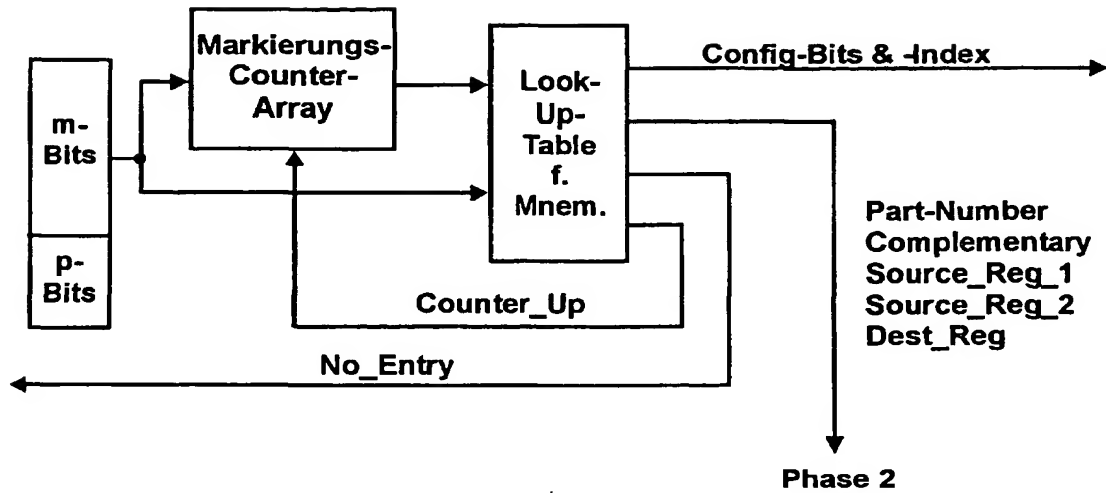 Markierungs-
Counter-
Array
m-
Bits
p-
Bits
Look-
Up-
Table
f.
Mnem.
Config-Bits & -Index
Part-Number
Complementary
Source_Reg_1
Source_Reg_2
Dest_Reg
Counter_Up
No_Entry
Phase 2